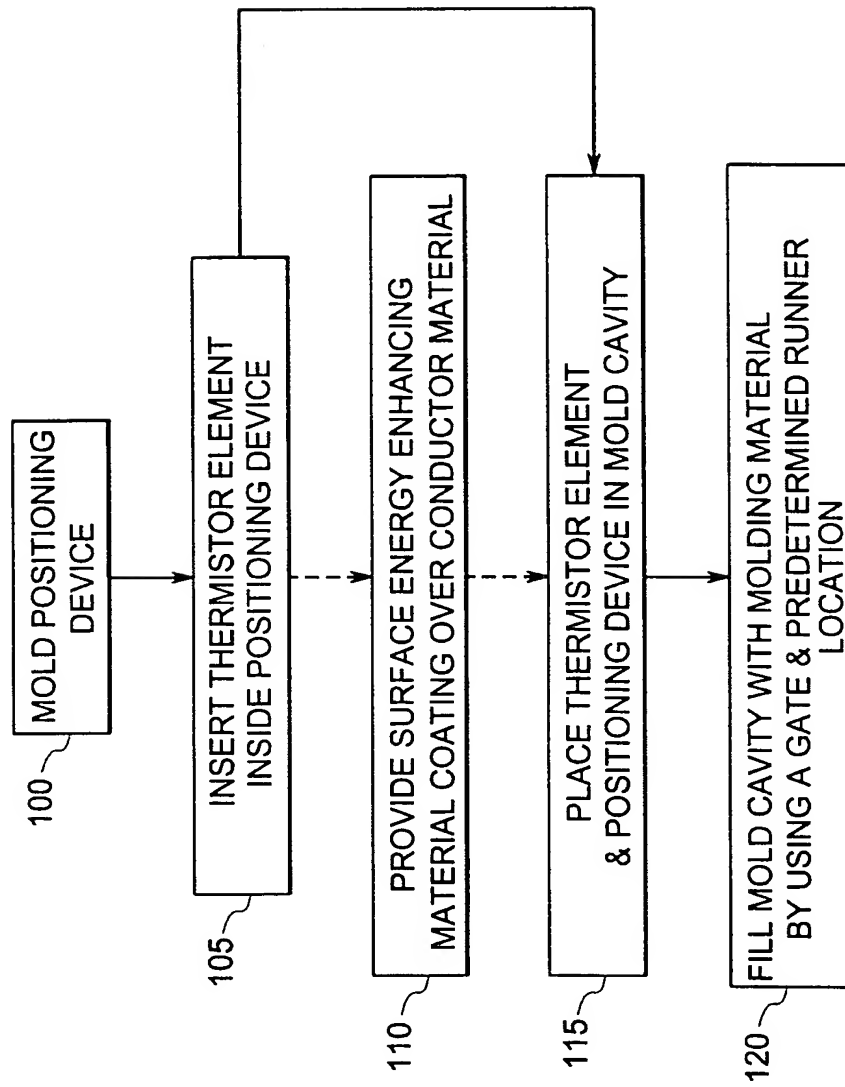 MOLD POSITIONING
DEVICE
100
INSERT THERMISTOR ELEMENT
INSIDE POSITIONING DEVICE
105
PROVIDE SURFACE ENERGY ENHANCING
MATERIAL COATING OVER CONDUCTOR MATERIAL
110
PLACE THERMISTOR ELEMENT
& POSITIONING DEVICE IN MOLD CAVITY
115
FILL MOLD CAVITY WITH MOLDING MATERIAL
BY USING A GATE & PREDETERMINED RUNNER
LOCATION
120